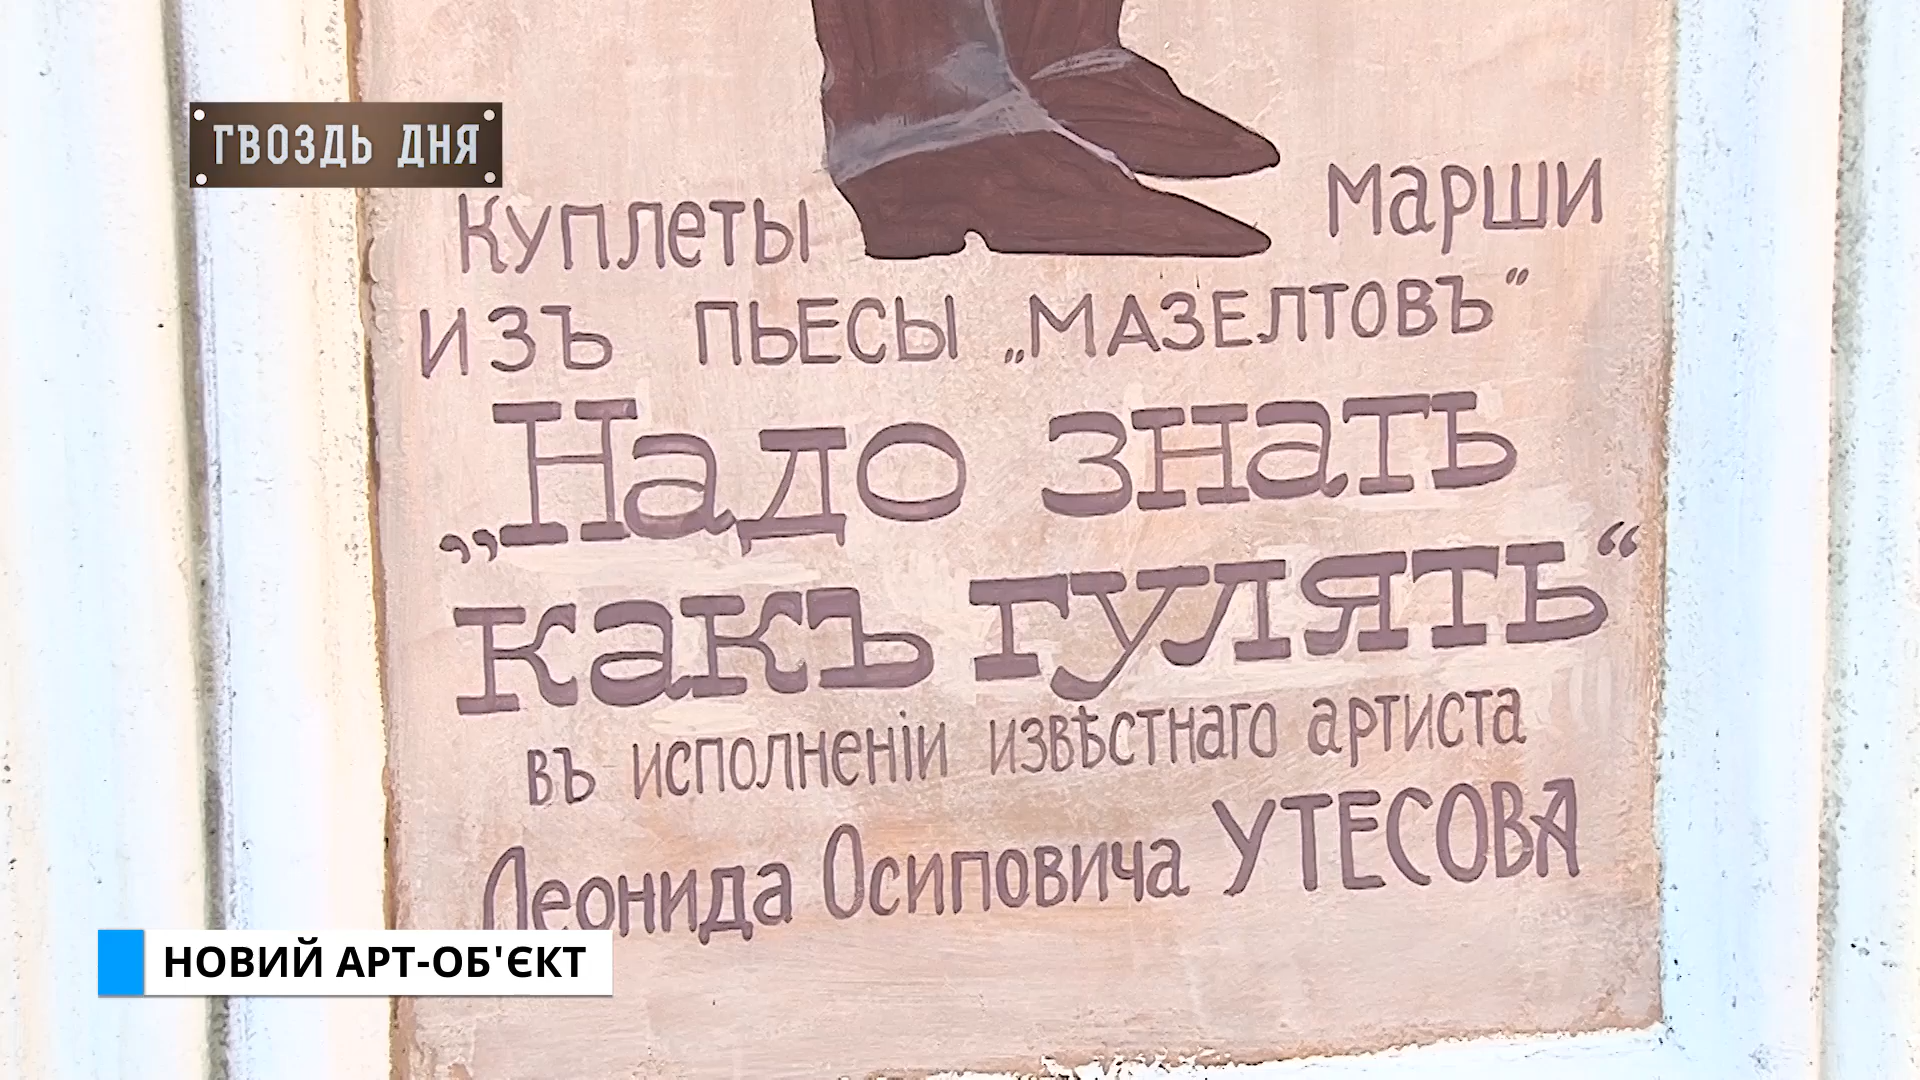 ГВОЗДЬ ДНЯ
Куплеты марши
изъ пьесы „Мазелтовъ“
„Надо знать
какъ гулять“
въ исполненiи извѣстнаго артиста
Леонида Осиповича УТЕСОВА
НОВИЙ АРТ-ОБ'ЄКТ